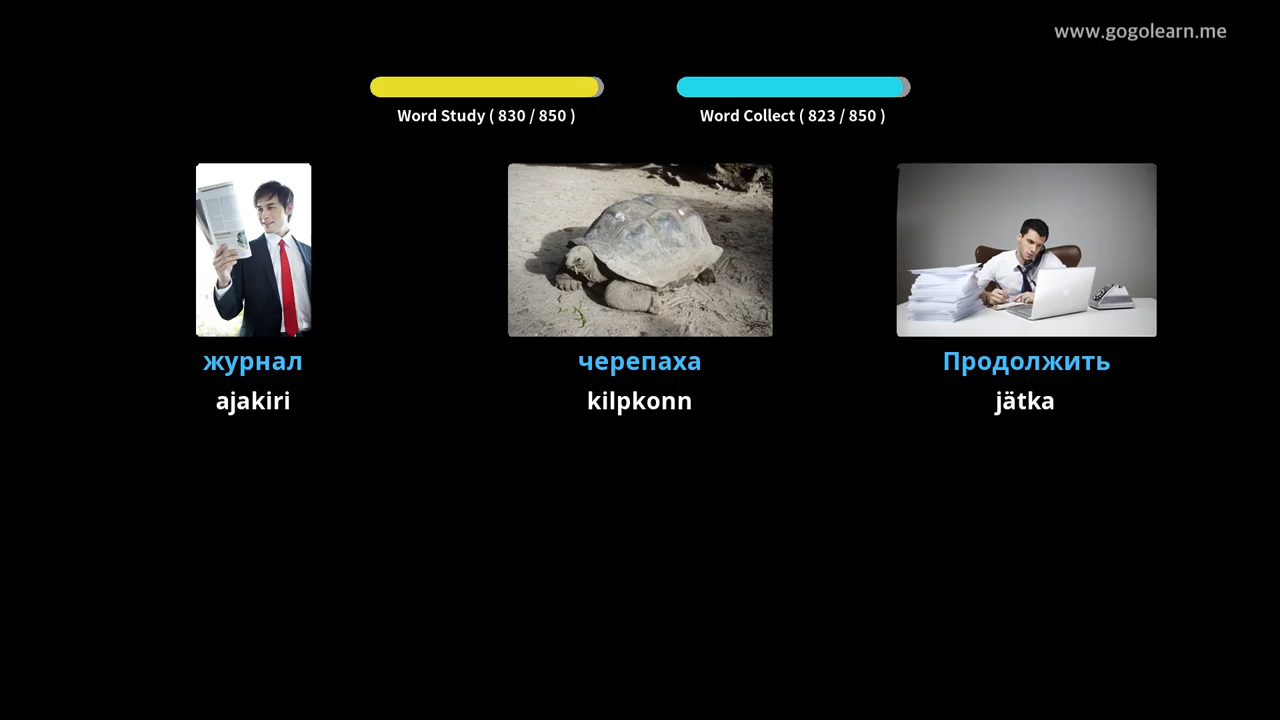 www.gogolearn.me
Word Study ( 830 / 850 )
Word Collect ( 823 / 850 )
журнал
ajakiri
черепаха
kilpkonn
Продолжить
jätka